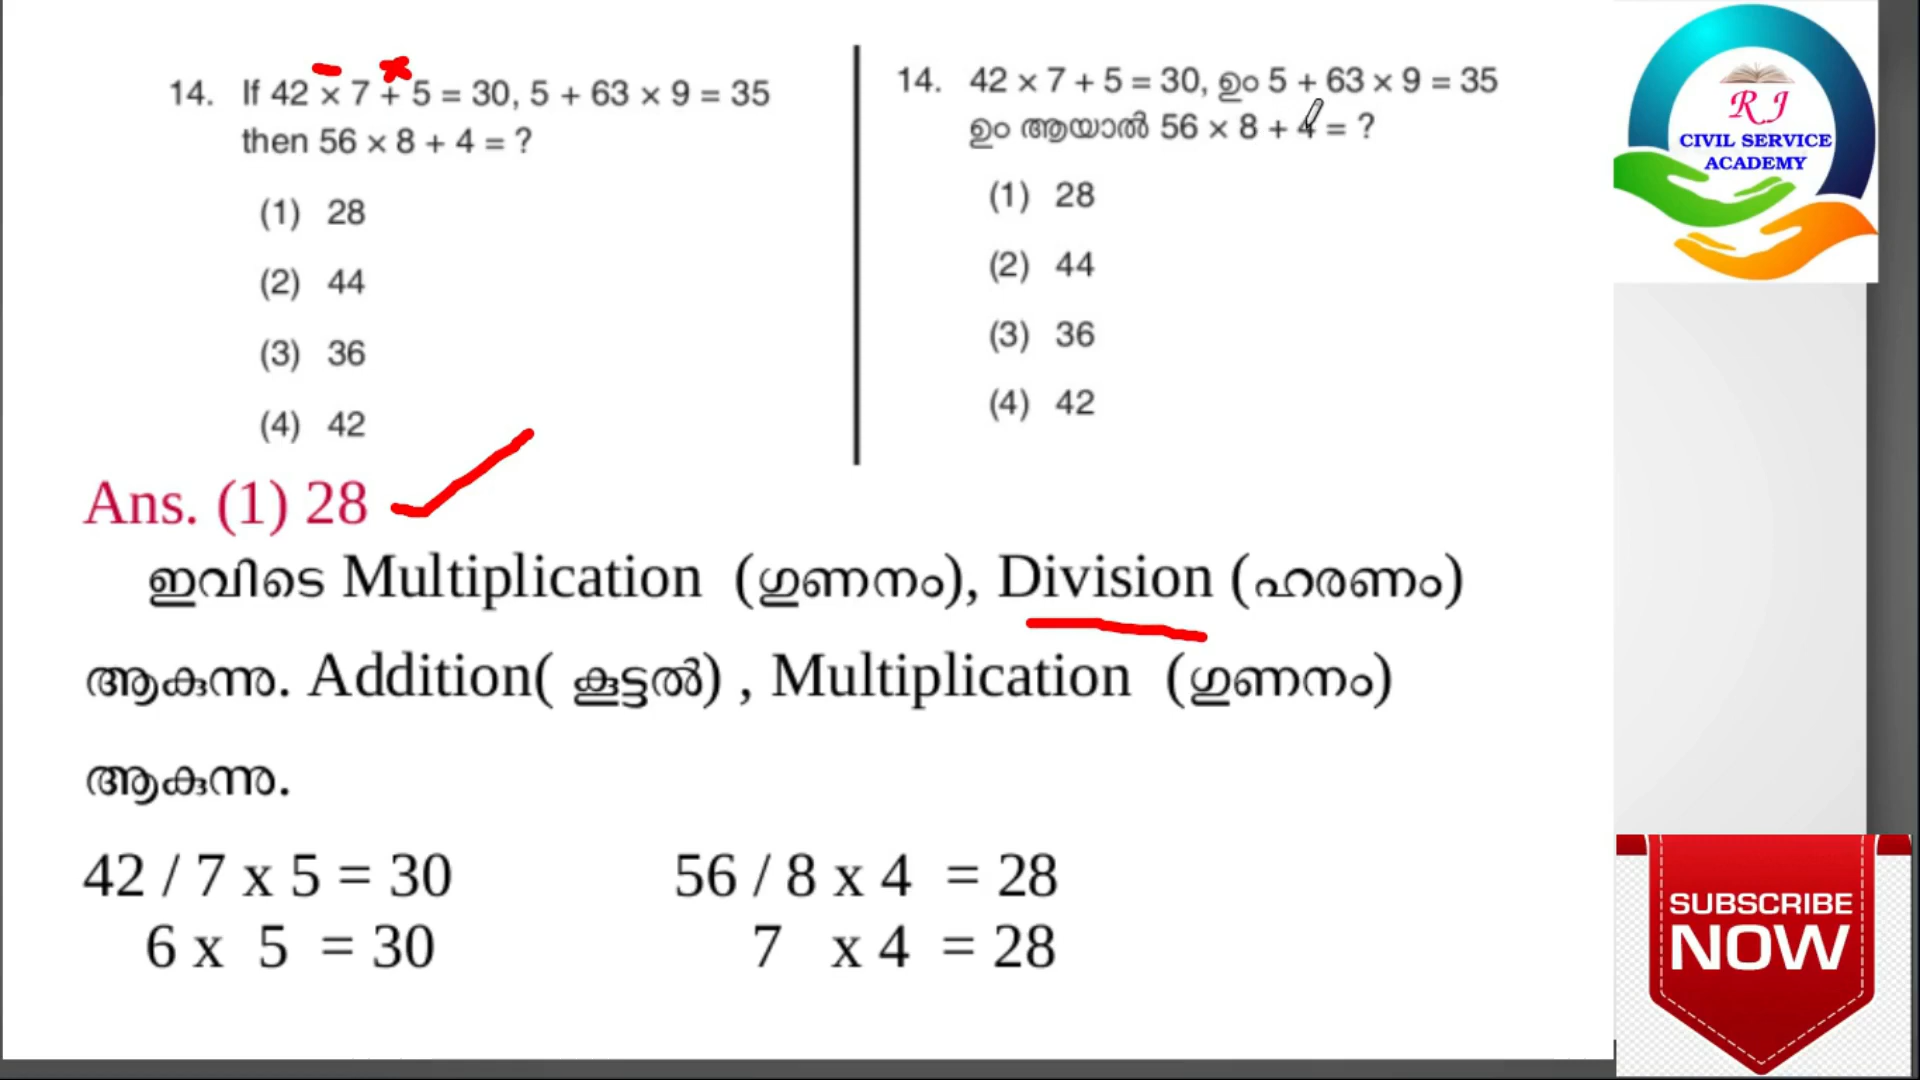 14. If 42 × 7 + 5 = 30, 5 + 63 × 9 = 35
then 56 × 8 + 4 = ?
(1) 28
(2) 44
(3) 36
(4) 42
14. 42 × 7 + 5 = 30, ഉം 5 + 63 × 9 = 35
ഉം ആയാൽ 56 × 8 + 4 = ?
(1) 28
(2) 44
(3) 36
(4) 42
Ans. (1) 28
ഇവിടെ Multiplication (ഗുണനം), Division (ഹരണം)
ആകുന്നു. Addition( കൂട്ടൽ) , Multiplication (ഗുണനം)
ആകുന്നു.
42 / 7 x 5 = 30
6 x 5 = 30
56 / 8 x 4 = 28
7 x 4 = 28
RJ
CIVIL SERVICE
ACADEMY
SUBSCRIBE
NOW